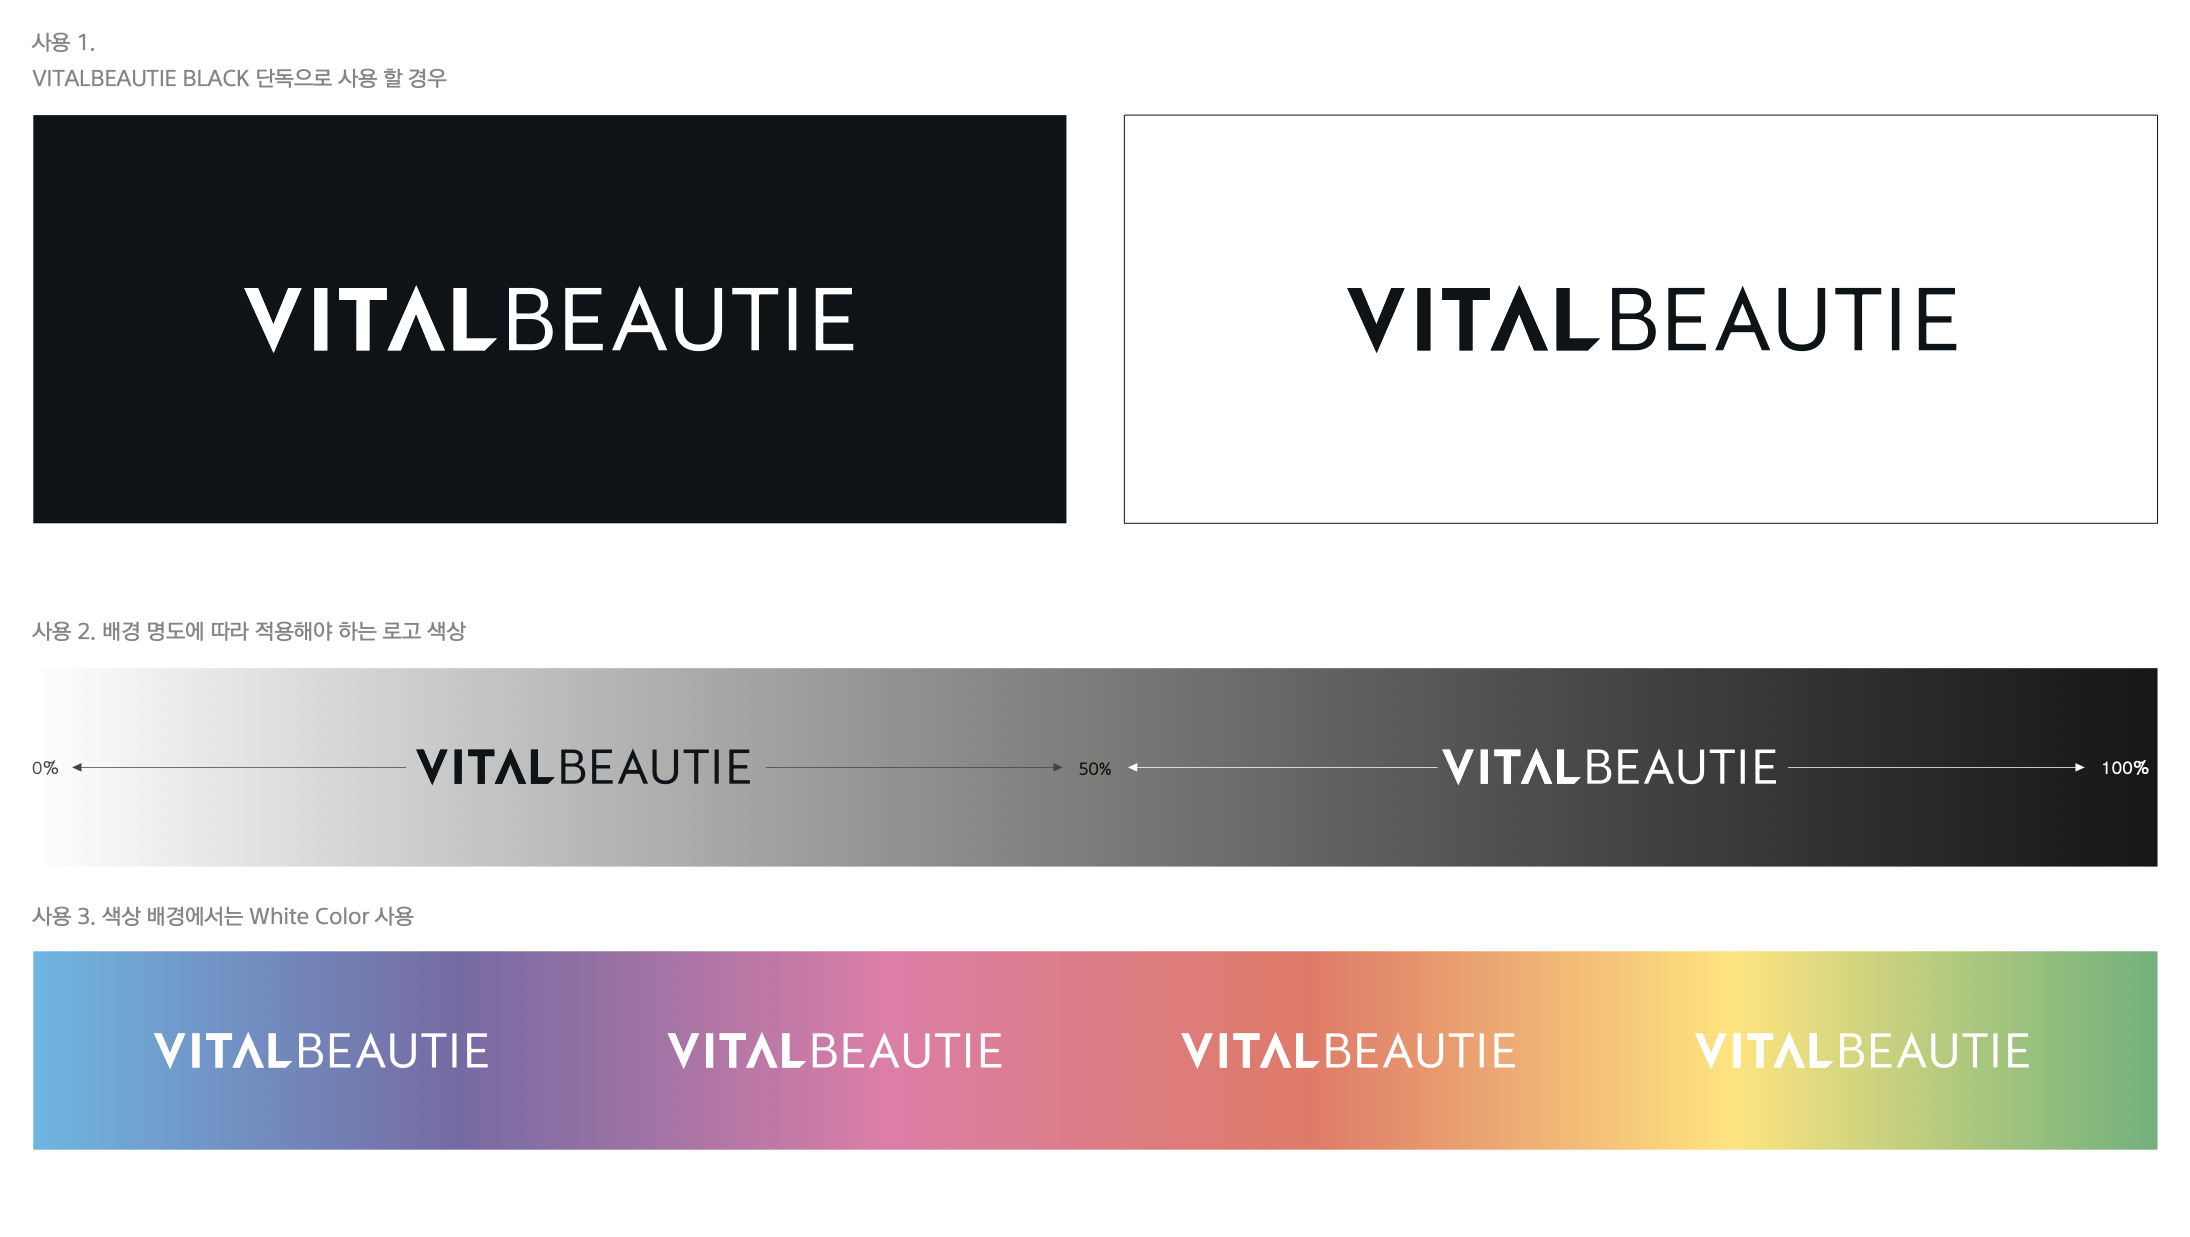 사용 1.
VITALBEAUTIE BLACK 단독으로 사용 할 경우
VITALBEAUTIE VITALBEAUTIE
사용 2. 배경 명도에 따라 적용해야 하는 로고 색상
0% VITALBEAUTIE 50% VITALBEAUTIE 100%
사용 3. 색상 배경에서는 White Color 사용
VITALBEAUTIE VITALBEAUTIE VITALBEAUTIE VITALBEAUTIE